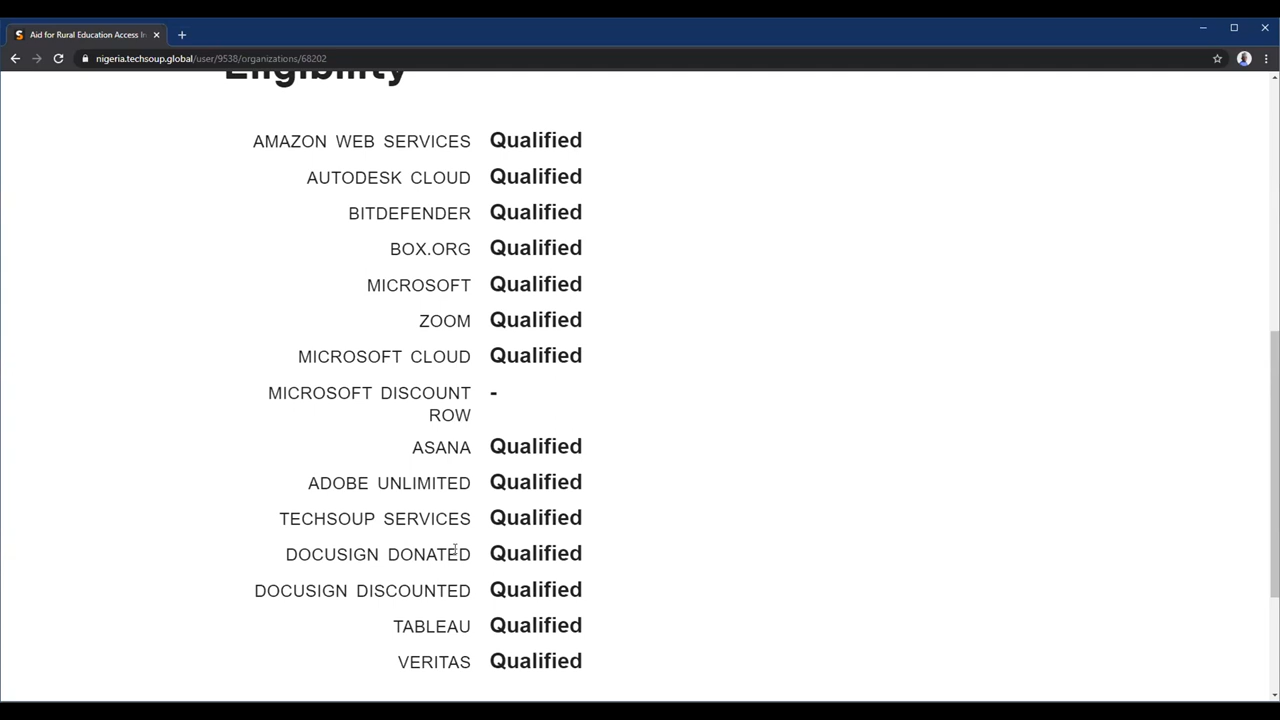 Aid for Rural Education Access In
nigeria.techsoup.global/user/9538/organizations/68202
Eligibility
AMAZON WEB SERVICES Qualified
AUTODESK CLOUD Qualified
BITDEFENDER Qualified
BOX.ORG Qualified
MICROSOFT Qualified
ZOOM Qualified
MICROSOFT CLOUD Qualified
MICROSOFT DISCOUNT -
ROW
ASANA Qualified
ADOBE UNLIMITED Qualified
TECHSOUP SERVICES Qualified
DOCUSIGN DONATED Qualified
DOCUSIGN DISCOUNTED Qualified
TABLEAU Qualified
VERITAS Qualified